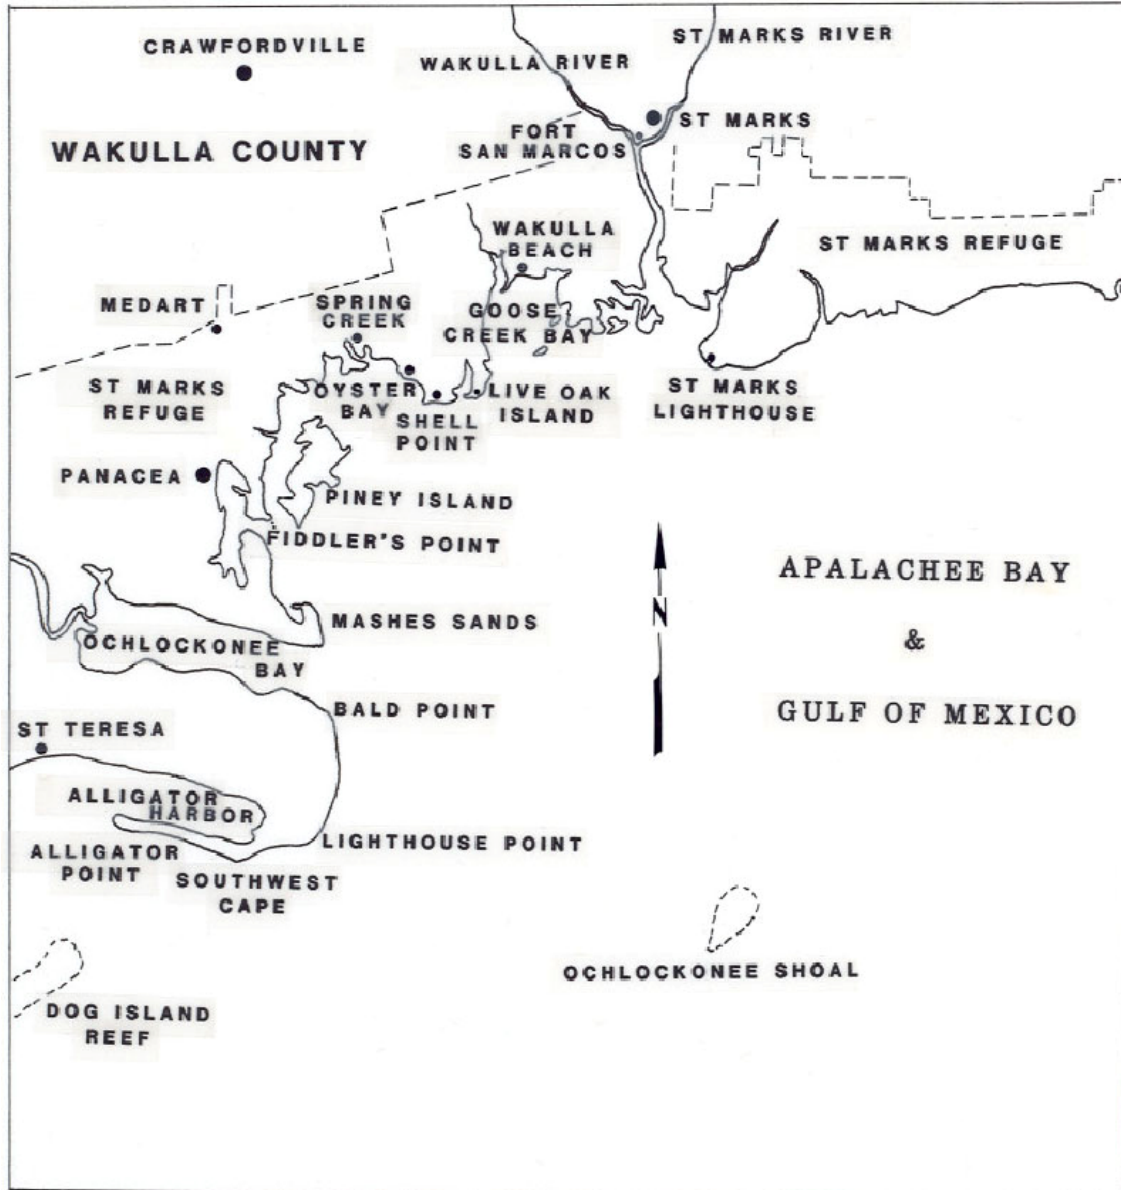 ST MARKS RIVER
CRAWFORDVILLE
WAKULLA RIVER
ST MARKS
FORT
SAN MARCOS
WAKULLA COUNTY
WAKULLA
BEACH
ST MARKS REFUGE
MEDART
SPRING
CREEK
GOOSE
CREEK BAY
ST MARKS
REFUGE
OYSTER
BAY
SHELL
POINT
LIVE OAK
ISLAND
ST MARKS
LIGHTHOUSE
PANACEA
PINEY ISLAND
FIDDLER'S POINT
APALACHEE BAY
&
GULF OF MEXICO
N
MASHES SANDS
OCHLOCKONEE
BAY
BALD POINT
ST TERESA
ALLIGATOR
HARBOR
LIGHTHOUSE POINT
ALLIGATOR
POINT
SOUTHWEST
CAPE
OCHLOCKONEE SHOAL
DOG ISLAND
REEF